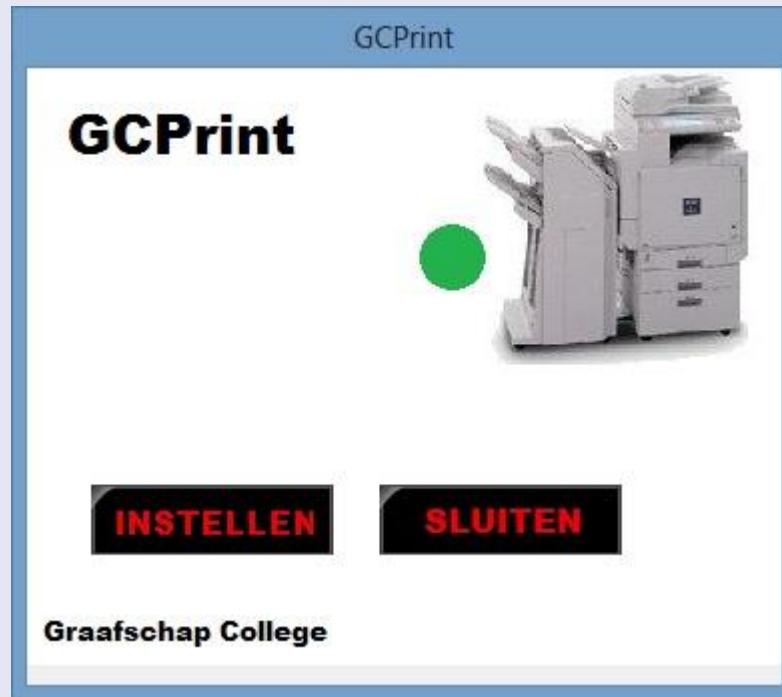 GCPrint
GCPrint
INSTELLEN
SLUITEN
Graafschap College